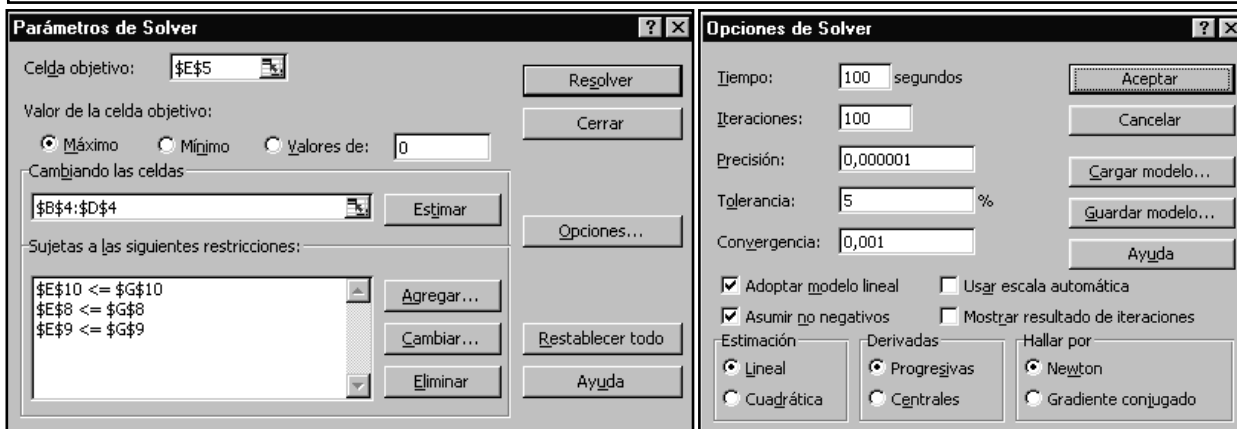 Parámetros de Solver
Celda objetivo: $E$5
Resolver
Valor de la celda objetivo:
Cerrar
Máximo Mínimo Valores de: 0
Cambiando las celdas
$B$4:$D$4 Estimar
Opciones...
Sujetas a las siguientes restricciones:
$E$10 <= $G$10
$E$8 <= $G$8
$E$9 <= $G$9
Agregar...
Cambiar...
Restablecer todo
Eliminar
Ayuda
Opciones de Solver
Tiempo: 100 segundos
Aceptar
Iteraciones: 100
Cancelar
Precisión: 0,000001
Cargar modelo...
Tolerancia: 5 %
Guardar modelo...
Convergencia: 0,001
Ayuda
Adoptar modelo lineal Usar escala automática
Asumir no negativos Mostrar resultado de iteraciones
Estimación Derivadas Hallar por
Lineal Progresivas Newton
Cuadrática Centrales Gradiente conjugado